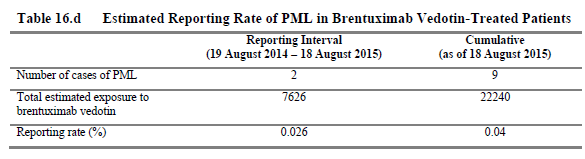 Table 16.d Estimated Reporting Rate of PML in Brentuximab Vedotin-Treated Patients
Reporting Interval Cumulative
(19 August 2014 – 18 August 2015) (as of 18 August 2015)
Number of cases of PML 2 9
Total estimated exposure to 7626 22240
brentuximab vedotin
Reporting rate (%) 0.026 0.04